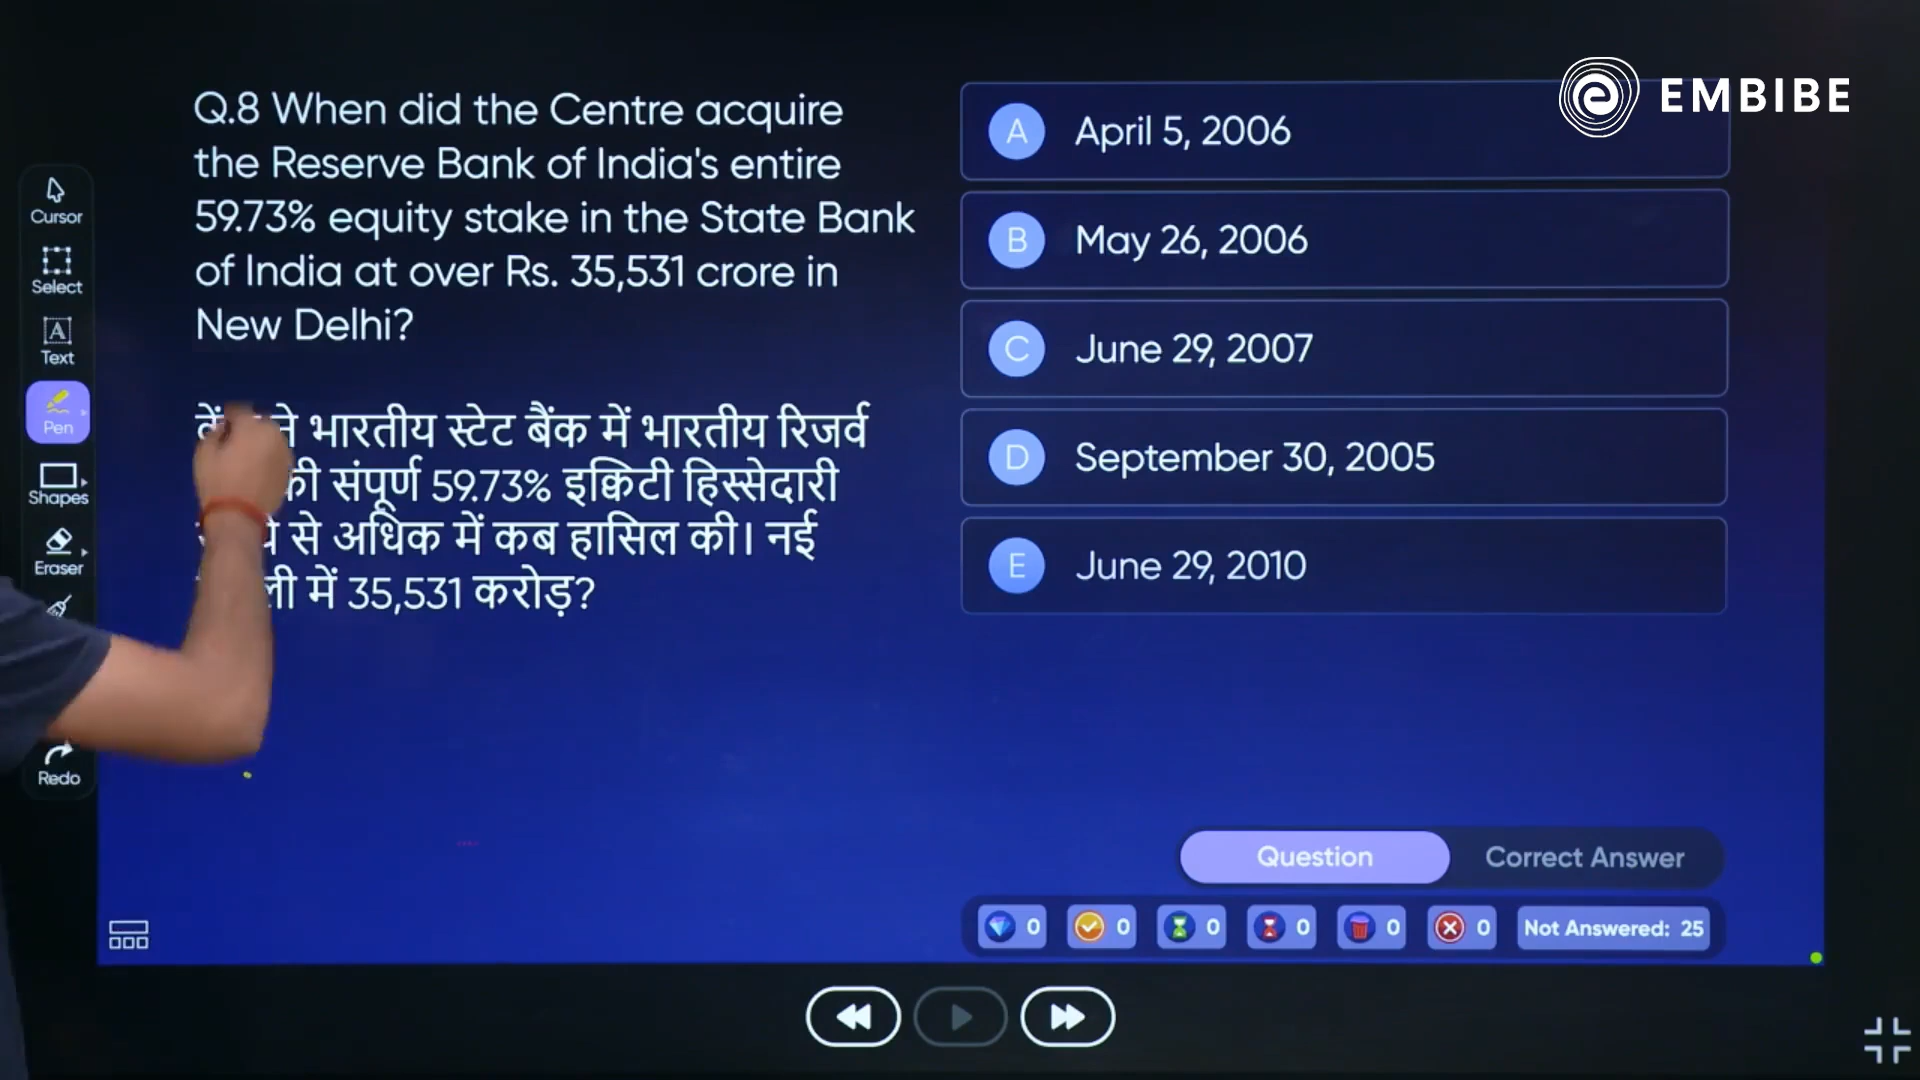 EMBIBE
Q.8 When did the Centre acquire
the Reserve Bank of India's entire
59.73% equity stake in the State Bank
of India at over Rs. 35,531 crore in
New Delhi?
ने भारतीय स्टेट बैंक में भारतीय रिजर्व
की संपूर्ण 59.73% इक्विटी हिस्सेदारी
से अधिक में कब हासिल की। नई
में 35,531 करोड़?
A April 5, 2006
B May 26, 2006
C June 29, 2007
D September 30, 2005
E June 29, 2010
Cursor
Select
A
Text
Pen
Shapes
Eraser
Redo
Question Correct Answer
0 0 0 0 0 0 Not Answered: 25